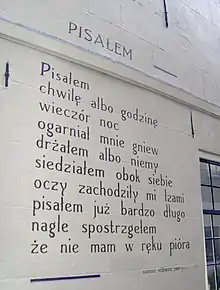 PISAŁEM
Pisałem
chwilę albo godzinę
wieczór noc
ogarniał mnie gniew
drżałem albo niemy
siedziałem obok siebie
oczy zachodziły mi łzami
pisałem już bardzo długo
nagle spostrzegłem
że nie mam w ręku pióra